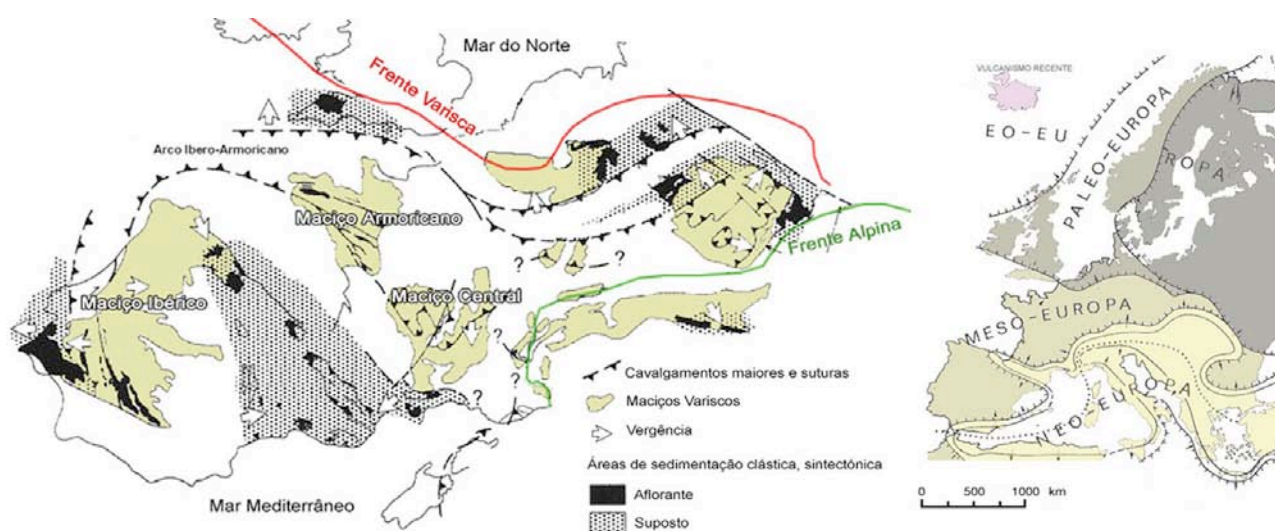 Mar do Norte
Frente Varisca
Arco Ibero-Armoricano
Maciço Armoricano
Frente Alpina
Maciço Ibérico
Maciço Central
?
?
?
?
?
Cavalgamentos maiores e suturas
Maciços Variscos
Vergência
Áreas de sedimentação clástica, sintectónica
Aflorante
Suposto
Mar Mediterrâneo
VULCANISMO RECENTE
EO-EU
ROPA
PALEO-EUROPA
MESO-EUROPA
NEO-EUROPA
0 500 1000 km